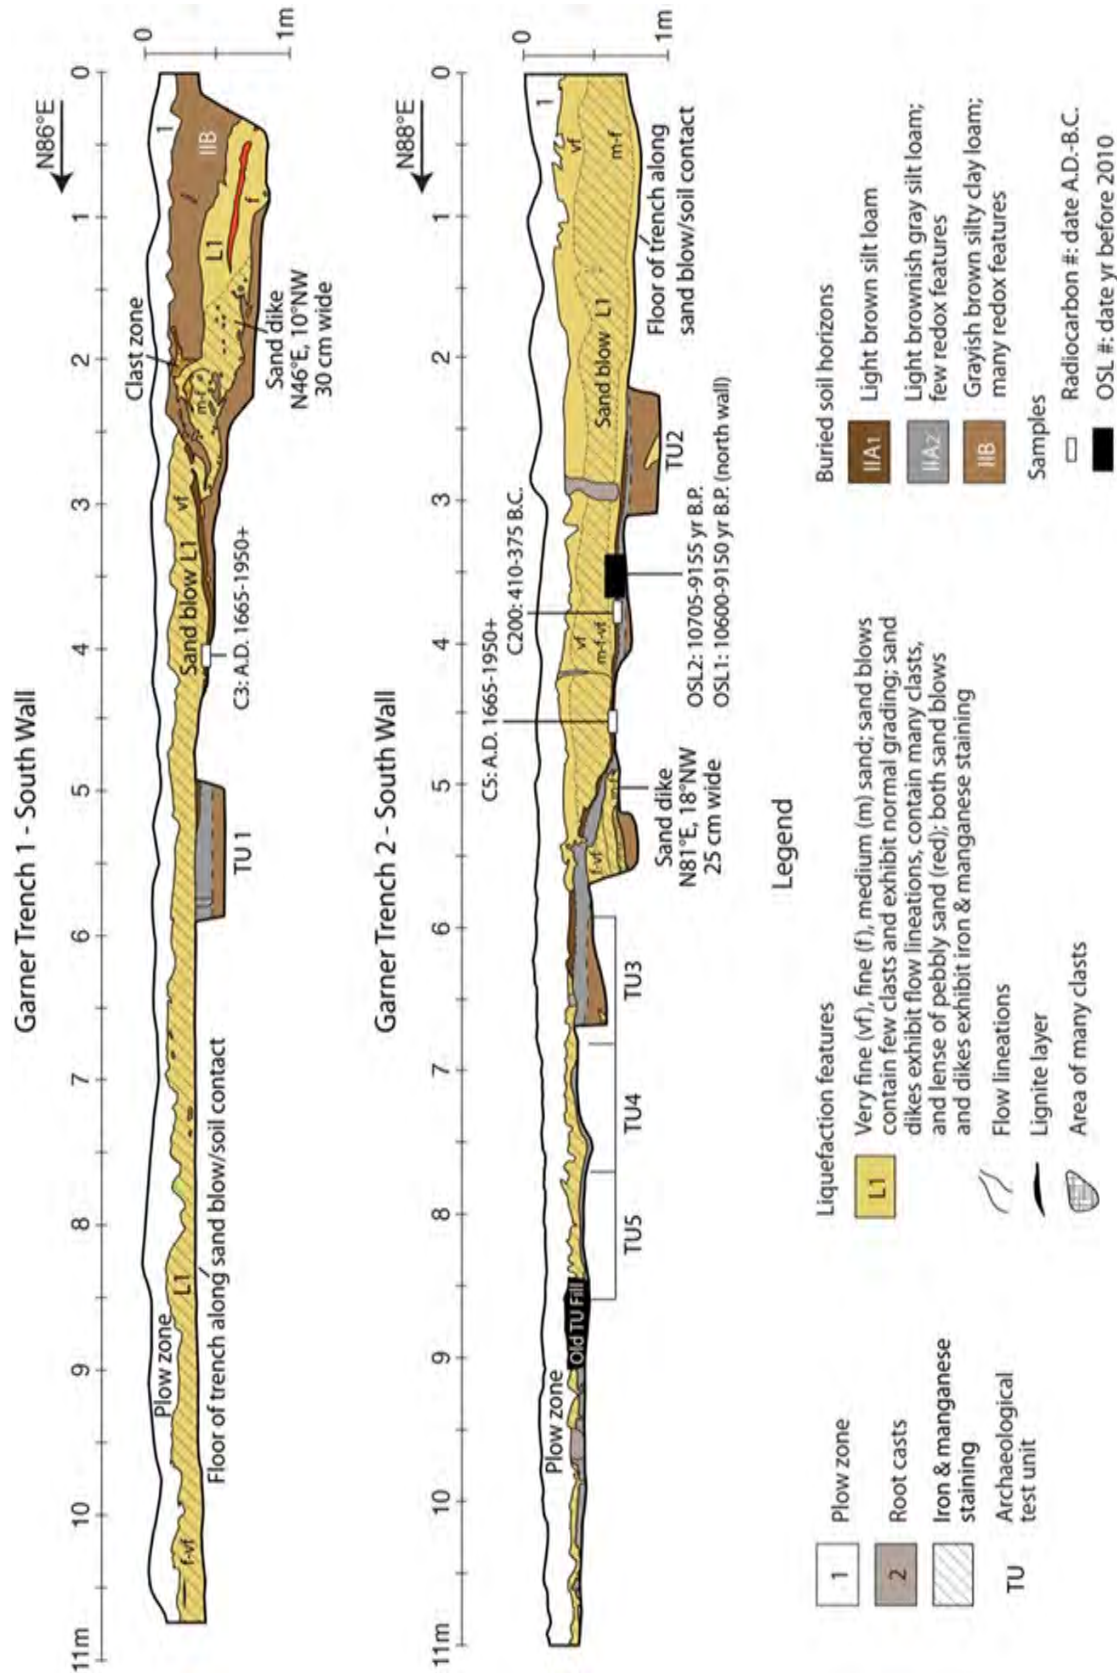 Garner Trench 1 - South Wall
N86°E
11m 10 9 8 7 6 5 4 3 2 1 0
0
1m
Plow zone
Clast zone
1
f-vf
L1
Sand blow L1
vf
m-f
L1
IIB
f
Floor of trench along sand blow/soil contact
TU 1
C3: A.D. 1665-1950+
Sand dike
N46°E, 10°NW
30 cm wide
Garner Trench 2 - South Wall
N88°E
11m 10 9 8 7 6 5 4 3 2 1 0
0
1m
C5: A.D. 1665-1950+
C200: 410-375 B.C.
Plow zone
1
Old TU Fill
f-vf
m-f
vf
m-f-vf
Sand blow L1
vf
m-f
TU5
TU4
TU3
Sand dike
N81°E, 18°NW
25 cm wide
OSL2: 10705-9155 yr B.P.
OSL1: 10600-9150 yr B.P. (north wall)
TU2
Floor of trench along
sand blow/soil contact
Legend
1
Plow zone
2
Root casts
Iron & manganese
staining
TU
Archaeological
test unit
Liquefaction features
L1
Very fine (vf), fine (f), medium (m) sand; sand blows
contain few clasts and exhibit normal grading; sand
dikes exhibit flow lineations, contain many clasts,
and lense of pebbly sand (red); both sand blows
and dikes exhibit iron & manganese staining
Flow lineations
Lignite layer
Area of many clasts
Buried soil horizons
IIA1
Light brown silt loam
IIA2
Light brownish gray silt loam;
few redox features
IIB
Grayish brown silty clay loam;
many redox features
Samples
Radiocarbon #: date A.D.-B.C.
OSL #: date yr before 2010